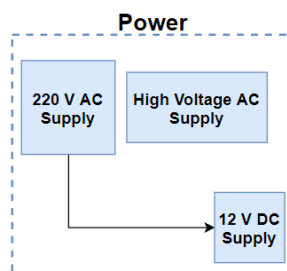 Power
220 V AC
Supply
High Voltage AC
Supply
12 V DC
Supply